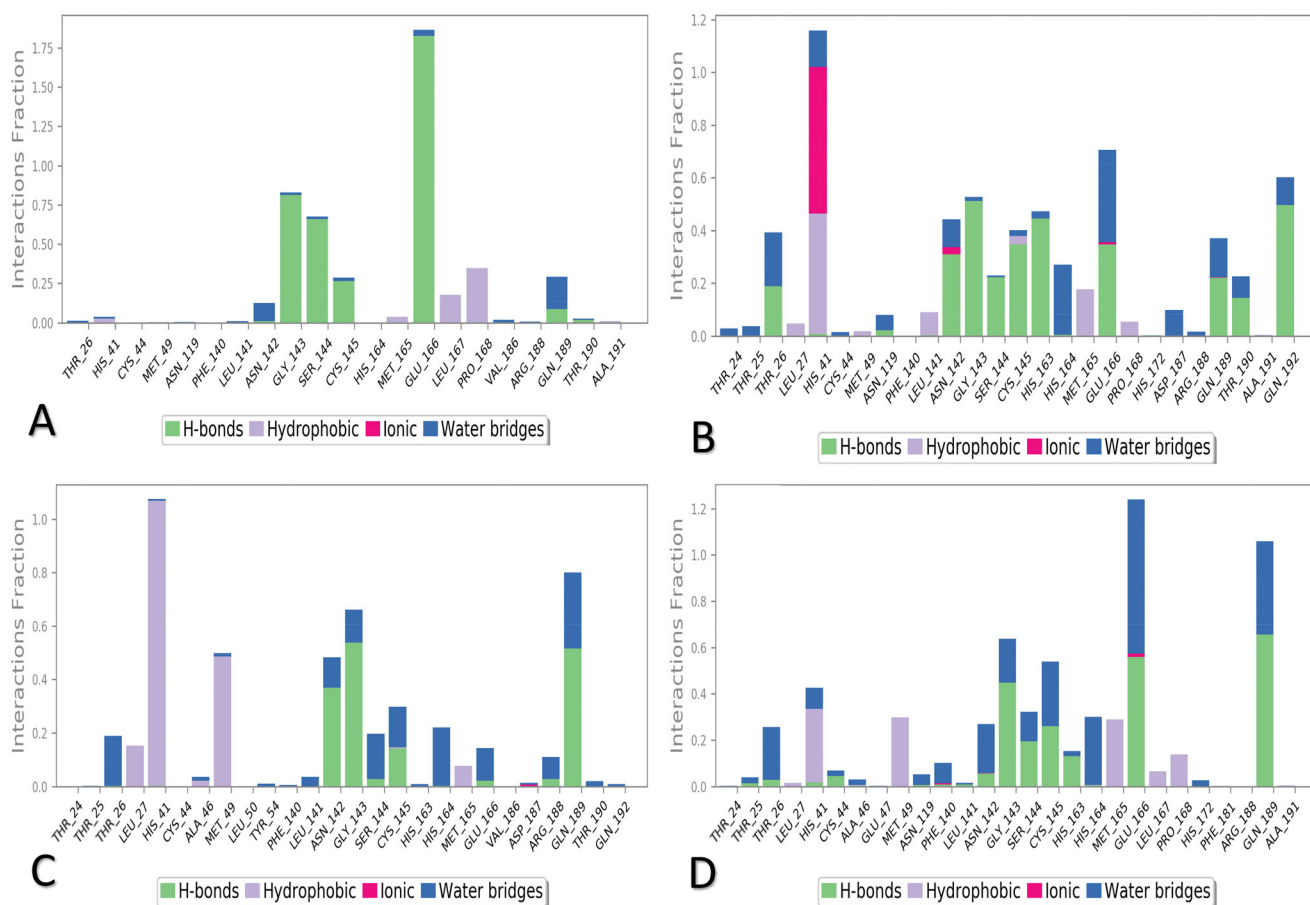 Interactions Fraction
1.75
1.50
1.25
1.00
0.75
0.50
0.25
0.00
THR_26 HIS_41 CYS_44 MET_49 ASN_119 PHE_140 LEU_141 ASN_142 GLY_143 SER_144 CYS_145 HIS_164 MET_165 GLU_166 LEU_167 PRO_168 VAL_186 ARG_188 GLN_189 THR_190 ALA_191
A
H-bonds Hydrophobic Ionic Water bridges
Interactions Fraction
1.2
1.0
0.8
0.6
0.4
0.2
0.0
THR_24 THR_25 THR_26 LEU_27 HIS_41 CYS_44 MET_49 ASN_119 PHE_140 LEU_141 ASN_142 GLY_143 SER_144 CYS_145 HIS_163 HIS_164 MET_165 GLU_166 PRO_168 HIS_172 ASP_187 ARG_188 GLN_189 THR_190 ALA_191 GLN_192
B
H-bonds Hydrophobic Ionic Water bridges
Interactions Fraction
1.0
0.8
0.6
0.4
0.2
0.0
THR_24 THR_25 THR_26 LEU_27 HIS_41 CYS_44 ALA_46 MET_49 LEU_50 TYR_54 PHE_140 LEU_141 ASN_142 GLY_143 SER_144 CYS_145 HIS_163 HIS_164 MET_165 GLU_166 VAL_186 ASP_187 ARG_188 GLN_189 THR_190 GLN_192
C
H-bonds Hydrophobic Ionic Water bridges
Interactions Fraction
1.2
1.0
0.8
0.6
0.4
0.2
0.0
THR_24 THR_25 THR_26 LEU_27 HIS_41 CYS_44 ALA_46 GLU_47 MET_49 ASN_119 PHE_140 LEU_141 ASN_142 GLY_143 SER_144 CYS_145 HIS_163 HIS_164 MET_165 GLU_166 LEU_167 PRO_168 HIS_172 PHE_181 ARG_188 GLN_189 ALA_191
D
H-bonds Hydrophobic Ionic Water bridges